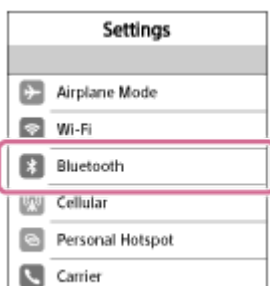 Settings
Airplane Mode
Wi-Fi
Bluetooth
Cellular
Personal Hotspot
Carrier